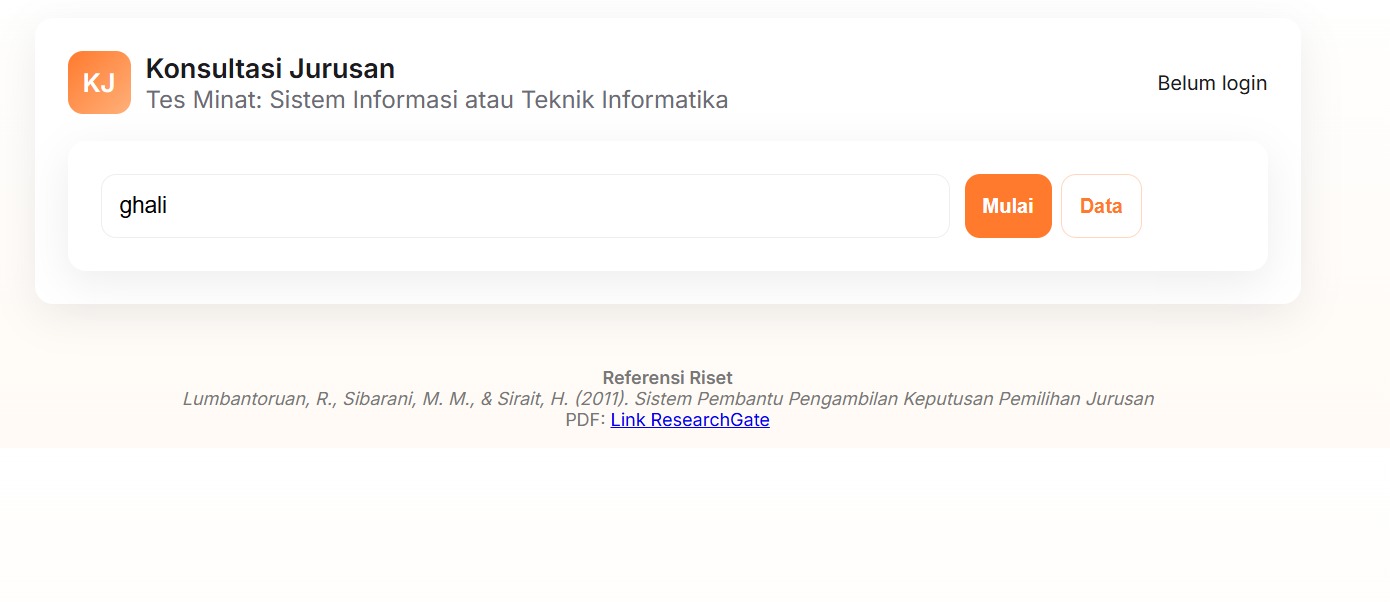 KJ
Konsultasi Jurusan
Tes Minat: Sistem Informasi atau Teknik Informatika
Belum login
ghali
Mulai
Data
Referensi Riset
Lumbantoruan, R., Sibarani, M. M., & Sirait, H. (2011). Sistem Pembantu Pengambilan Keputusan Pemilihan Jurusan
PDF: Link ResearchGate